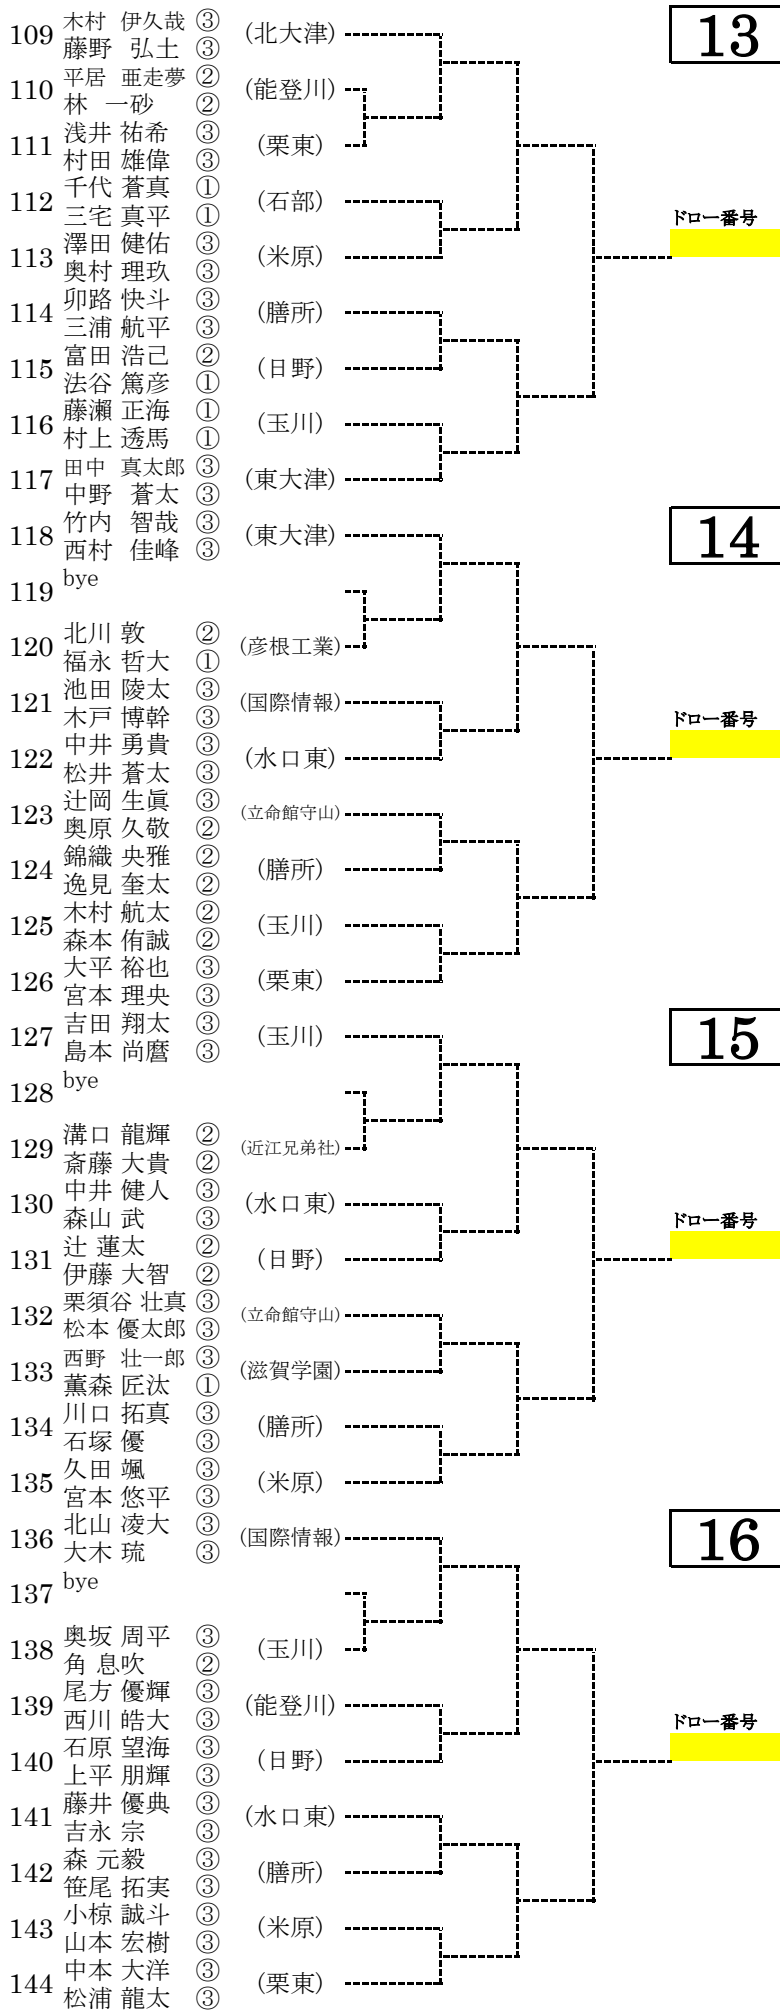 13
109 木村 伊久哉 ③ (北大津)
藤野 弘土 ③
110 平居 亜走夢 ② (能登川)
林 一砂 ②
111 浅井 祐希 ③ (栗東)
村田 雄偉 ③
112 千代 蒼真 ① (石部)
三宅 真平 ①
ドロー番号
113 澤田 健佑 ③ (米原)
奥村 理玖 ③
114 卯路 快斗 ③ (膳所)
三浦 航平 ③
115 富田 浩己 ② (日野)
法谷 篤彦 ①
116 藤瀬 正海 ① (玉川)
村上 透馬 ①
117 田中 真太郎 ③ (東大津)
中野 蒼太 ③
14
118 竹内 智哉 ③ (東大津)
西村 佳峰 ③
119 bye
120 北川 敦 ② (彦根工業)
福永 哲大 ①
121 池田 陵太 ③ (国際情報)
木戸 博幹 ③
ドロー番号
122 中井 勇貴 ③ (水口東)
松井 蒼太 ③
123 辻岡 生眞 ③ (立命館守山)
奥原 久敬 ②
124 錦織 央雅 ② (膳所)
逸見 奎太 ②
125 木村 航太 ② (玉川)
森本 侑誠 ②
126 大平 裕也 ③ (栗東)
宮本 理央 ③
15
127 吉田 翔太 ③ (玉川)
島本 尚麿 ③
128 bye
129 溝口 龍輝 ② (近江兄弟社)
斎藤 大貴 ②
130 中井 健人 ③ (水口東)
森山 武 ③
ドロー番号
131 辻 蓮太 ② (日野)
伊藤 大智 ②
132 栗須谷 壮真 ③ (立命館守山)
松本 優太郎 ③
133 西野 壮一郎 ③ (滋賀学園)
薫森 匠汰 ①
134 川口 拓真 ③ (膳所)
石塚 優 ③
135 久田 颯 ③ (米原)
宮本 悠平 ③
16
136 北山 凌大 ③ (国際情報)
大木 琉 ③
137 bye
138 奥坂 周平 ③ (玉川)
角 息吹 ②
139 尾方 優輝 ③ (能登川)
西川 皓大 ③
ドロー番号
140 石原 望海 ③ (日野)
上平 朋輝 ③
141 藤井 優典 ③ (水口東)
吉永 宗 ③
142 森 元毅 ③ (膳所)
笹尾 拓実 ③
143 小椋 誠斗 ③ (米原)
山本 宏樹 ③
144 中本 大洋 ③ (栗東)
松浦 龍太 ③